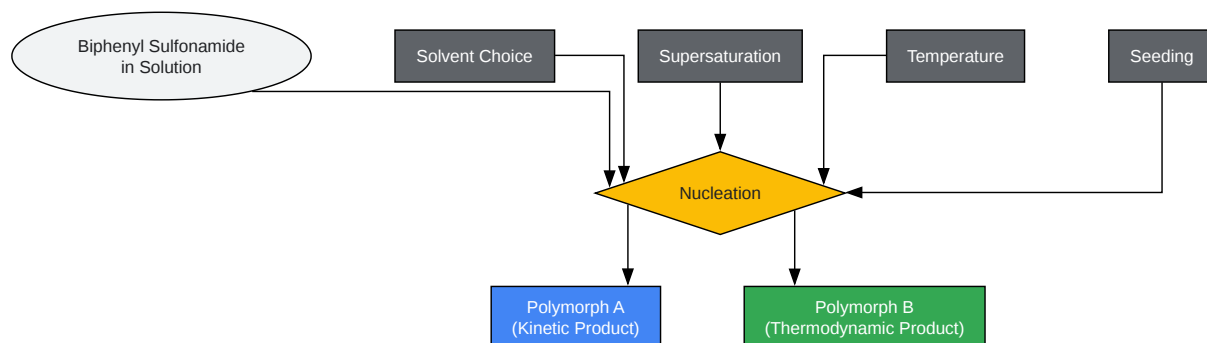 Biphenyl Sulfonamide
in Solution
Solvent Choice
Supersaturation
Temperature
Seeding
Nucleation
Polymorph A
(Kinetic Product)
Polymorph B
(Thermodynamic Product)